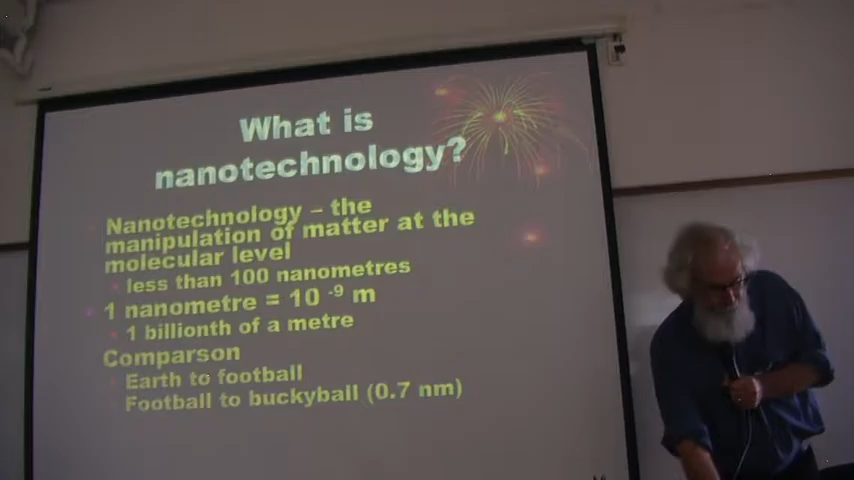 What is
nanotechnology?
Nanotechnology – the
manipulation of matter at the
molecular level
less than 100 nanometres
1 nanometre = 10 -9 m
1 billionth of a metre
Comparison
Earth to football
Football to buckyball (0.7 nm)